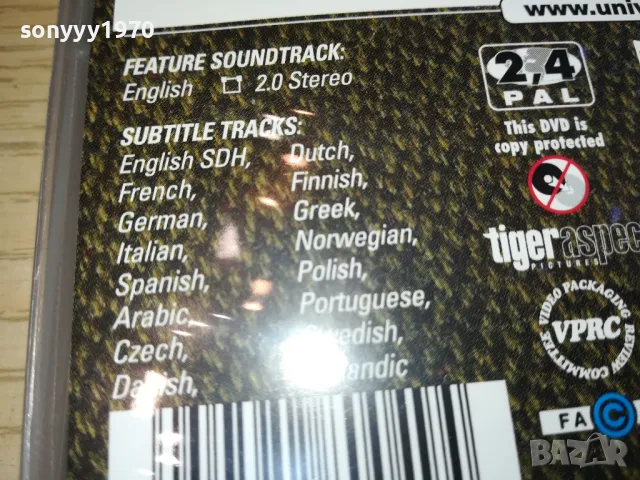 sonyyy1970
www.uni
FEATURE SOUNDTRACK:
English 2.0 Stereo
SUBTITLE TRACKS:
English SDH, Dutch,
French, Finnish,
German, Greek,
Italian, Norwegian,
Spanish, Polish,
Arabic, Portuguese,
Czech,
2,4
PAL
This DVD is
copy protected
tigeraspec
PICTURES
VIDEO PACKAGING
REVIEW COMMITTEE
VPRC
FA C
BAZAR